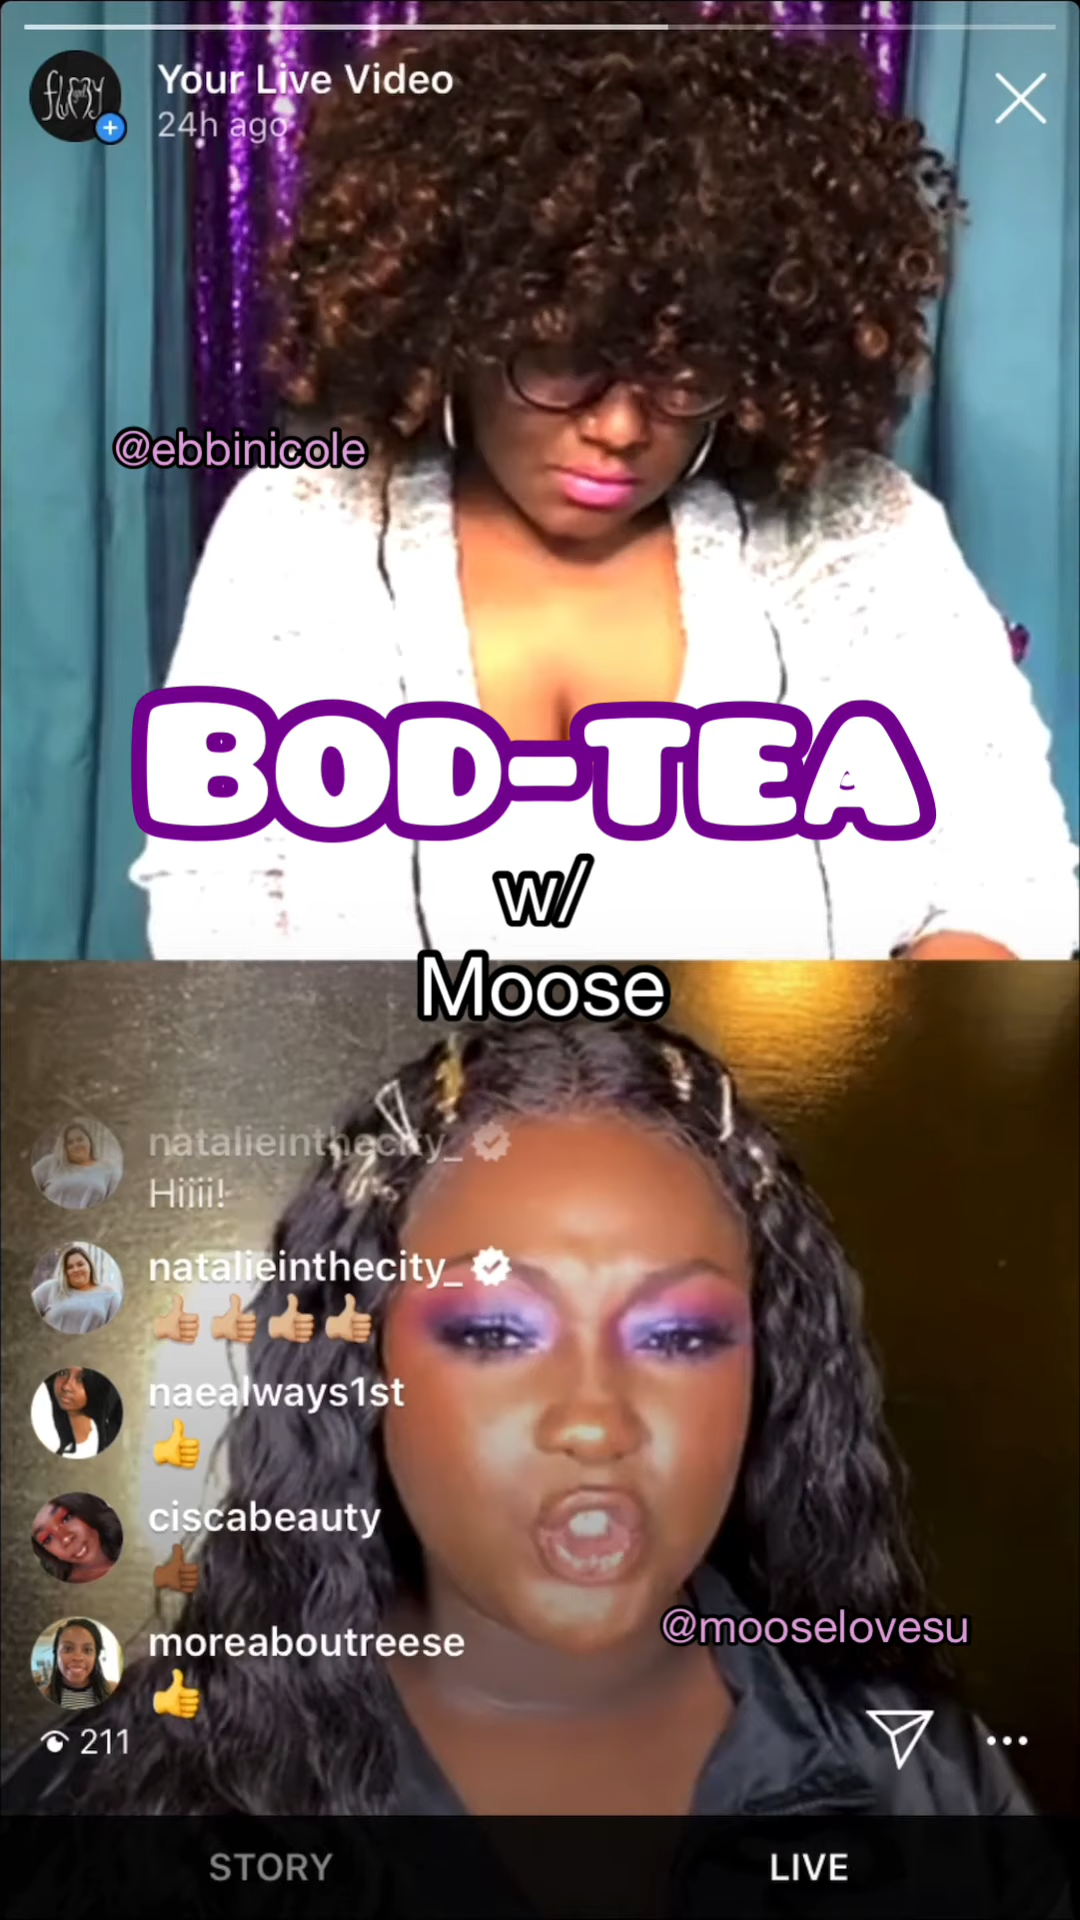 Your Live Video
24h ago
@ebbinicole
BOD-TEA
w/
Moose
natalieinthecity_
Hiiii!
natalieinthecity_
👍🏼👍🏼👍🏼👍🏼
naealways1st
👍
ciscabeauty
👍🏾
moreaboutreese
👍
@mooselovesu
211
STORY
LIVE